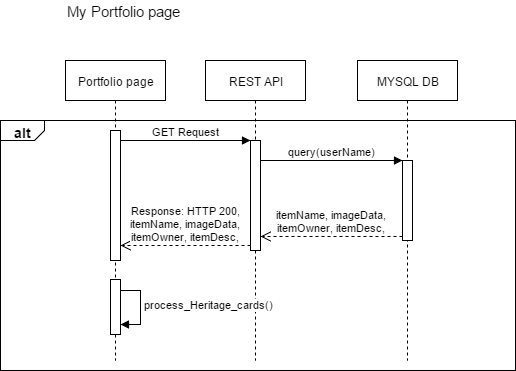 My Portfolio page
Portfolio page
REST API
MYSQL DB
alt
GET Request
query(userName)
Response: HTTP 200,
itemName, imageData,
itemOwner, itemDesc,
itemName, imageData,
itemOwner, itemDesc,
process_Heritage_cards()